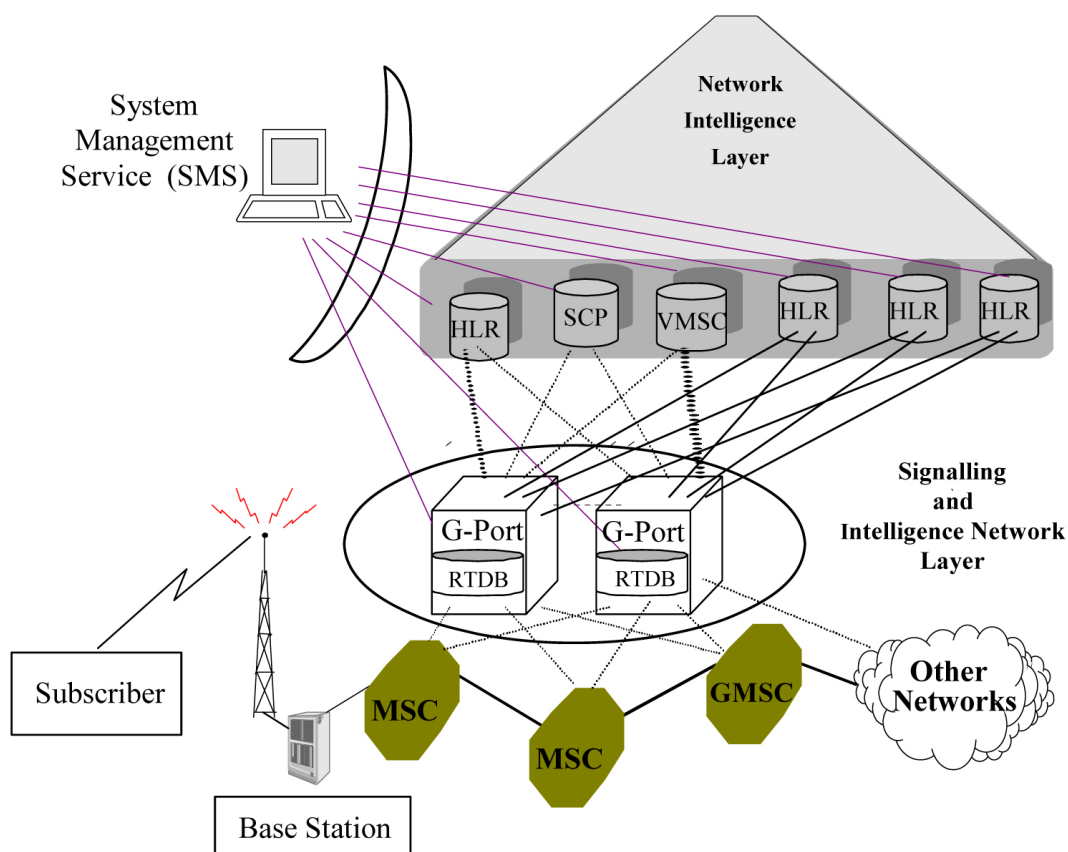 System
Management
Service (SMS)
Network
Intelligence
Layer
HLR
SCP
VMSC
HLR
HLR
HLR
Signalling
and
Intelligence Network
Layer
G-Port
RTDB
G-Port
RTDB
Subscriber
MSC
MSC
GMSC
Other
Networks
Base Station